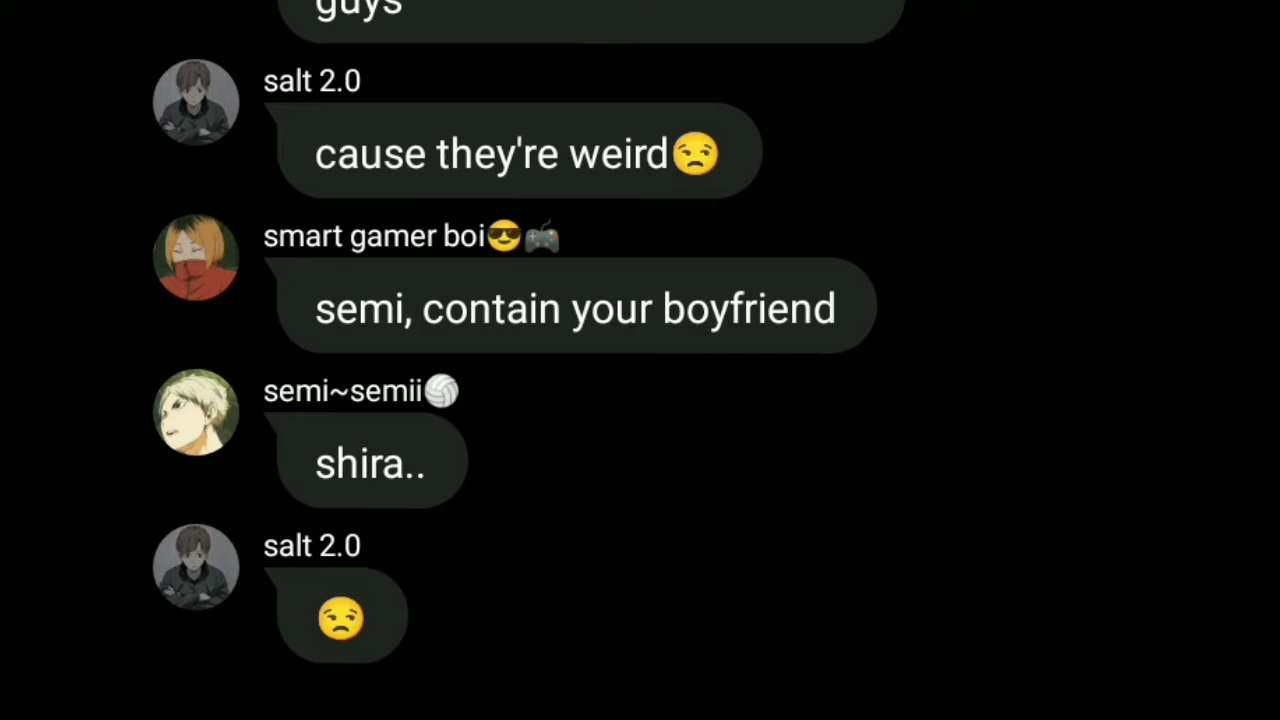 guys
salt 2.0
cause they're weird😒
smart gamer boi😎🎮
semi, contain your boyfriend
semi~semii🏐
shira..
salt 2.0
😒